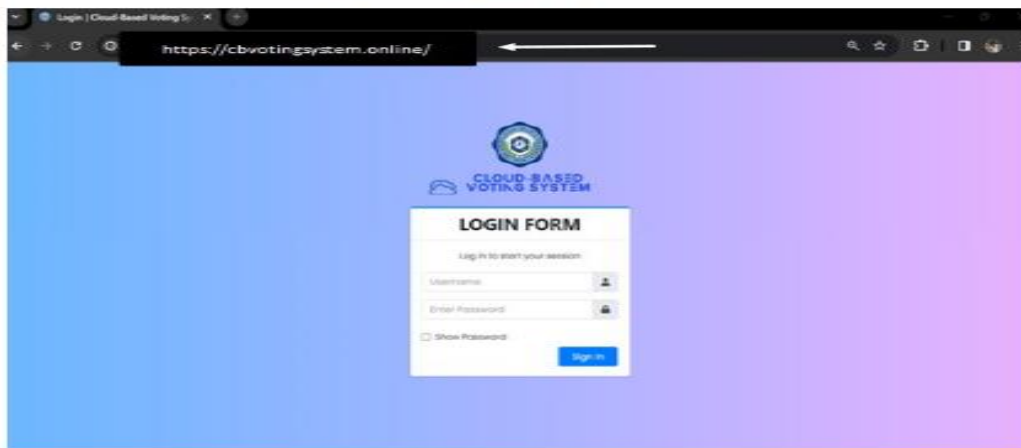 Login | Cloud-Based Voting Sy
https://cbvotingsystem.online/
CLOUD-BASED
VOTING SYSTEM
LOGIN FORM
Log in to start your session
Username
Enter Password
Show Password
Sign In